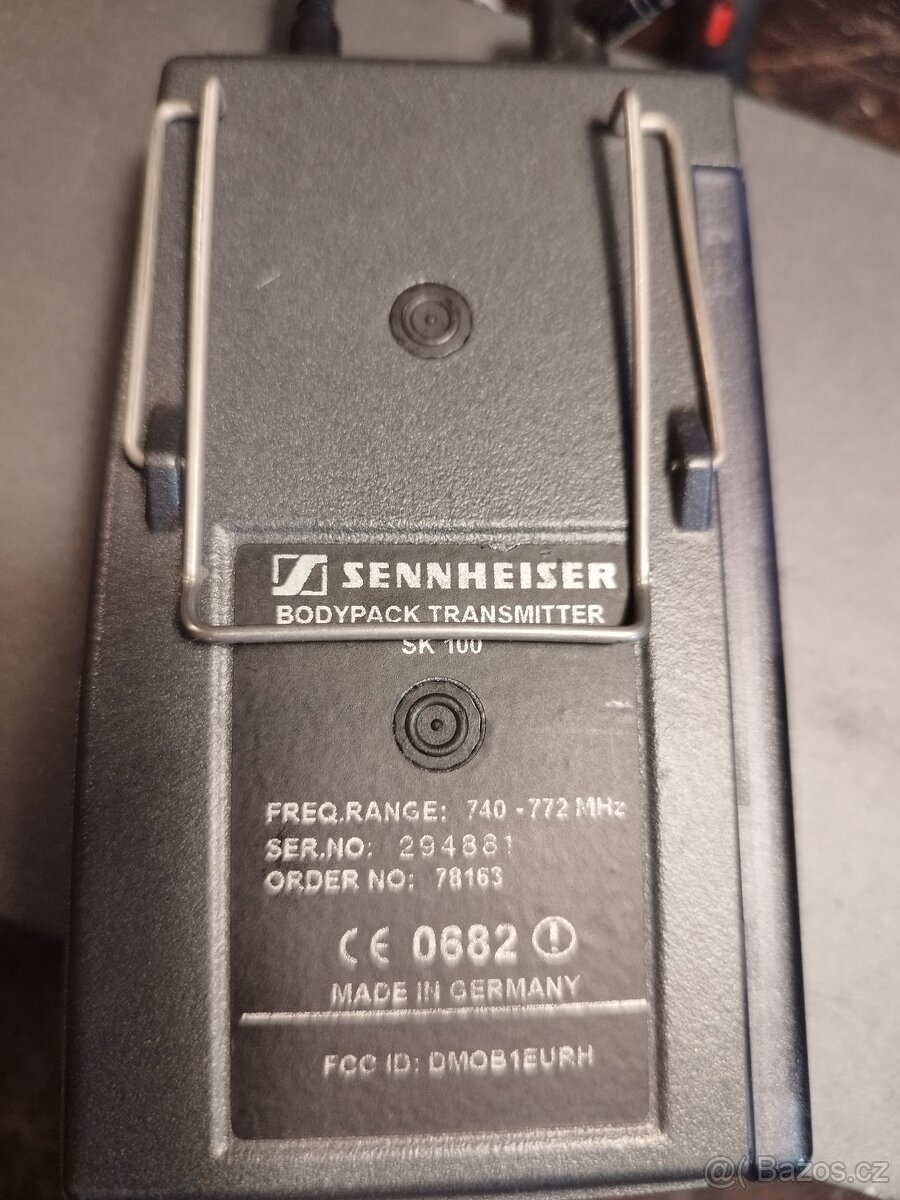 SENNHEISER
BODYPACK TRANSMITTER
SK 100
FREQ.RANGE: 740 - 772 MHz
SER.NO: 294881
ORDER NO: 78163
CE 0682
MADE IN GERMANY
FCC ID: DMOB1EURH
@( Bazos.cz